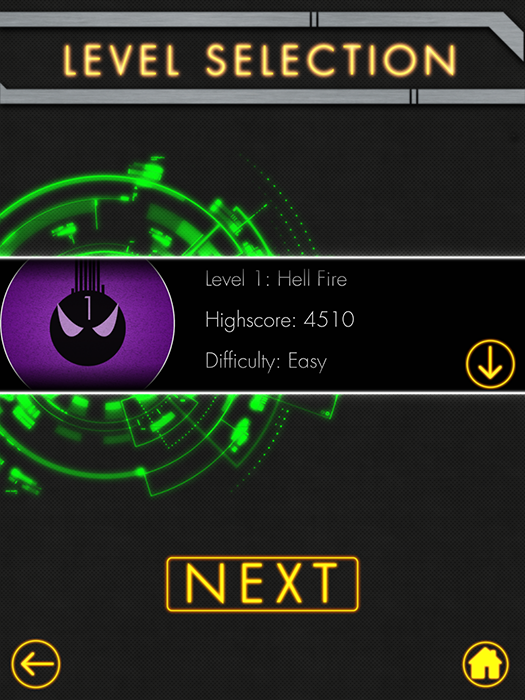 LEVEL SELECTION
1
Level 1: Hell Fire
Highscore: 4510
Difficulty: Easy
NEXT